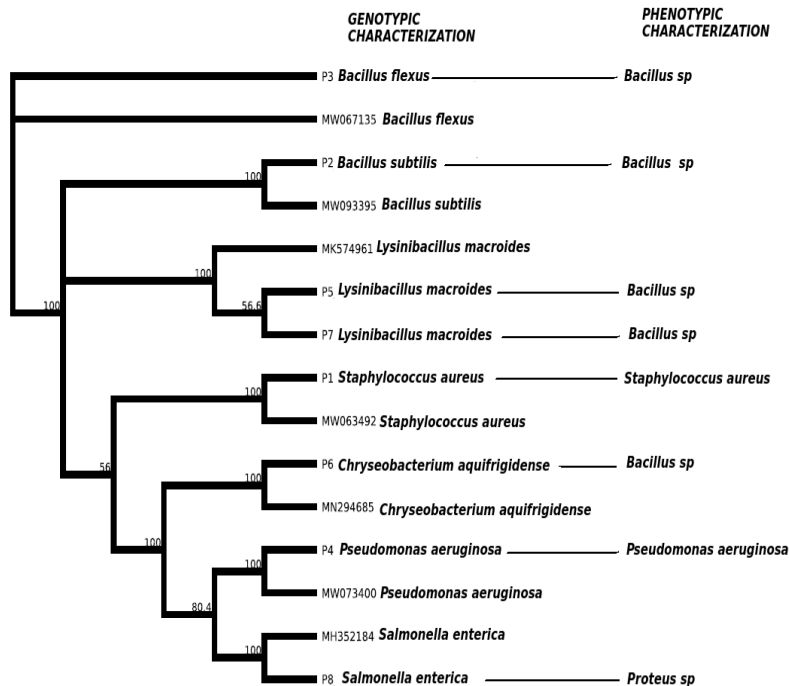 GENOTYPIC
CHARACTERIZATION
PHENOTYPIC
CHARACTERIZATION
P3 Bacillus flexus Bacillus sp
MW067135 Bacillus flexus
P2 Bacillus subtilis Bacillus sp
100
MW093395 Bacillus subtilis
MK574961 Lysinibacillus macroides
100
P5 Lysinibacillus macroides Bacillus sp
100 56.6
P7 Lysinibacillus macroides Bacillus sp
P1 Staphylococcus aureus Staphylococcus aureus
100
MW063492 Staphylococcus aureus
P6 Chryseobacterium aquifrigidense Bacillus sp
56
100
MN294685 Chryseobacterium aquifrigidense
100
P4 Pseudomonas aeruginosa Pseudomonas aeruginosa
100
MW073400 Pseudomonas aeruginosa
80.4
MH352184 Salmonella enterica
100
P8 Salmonella enterica Proteus sp